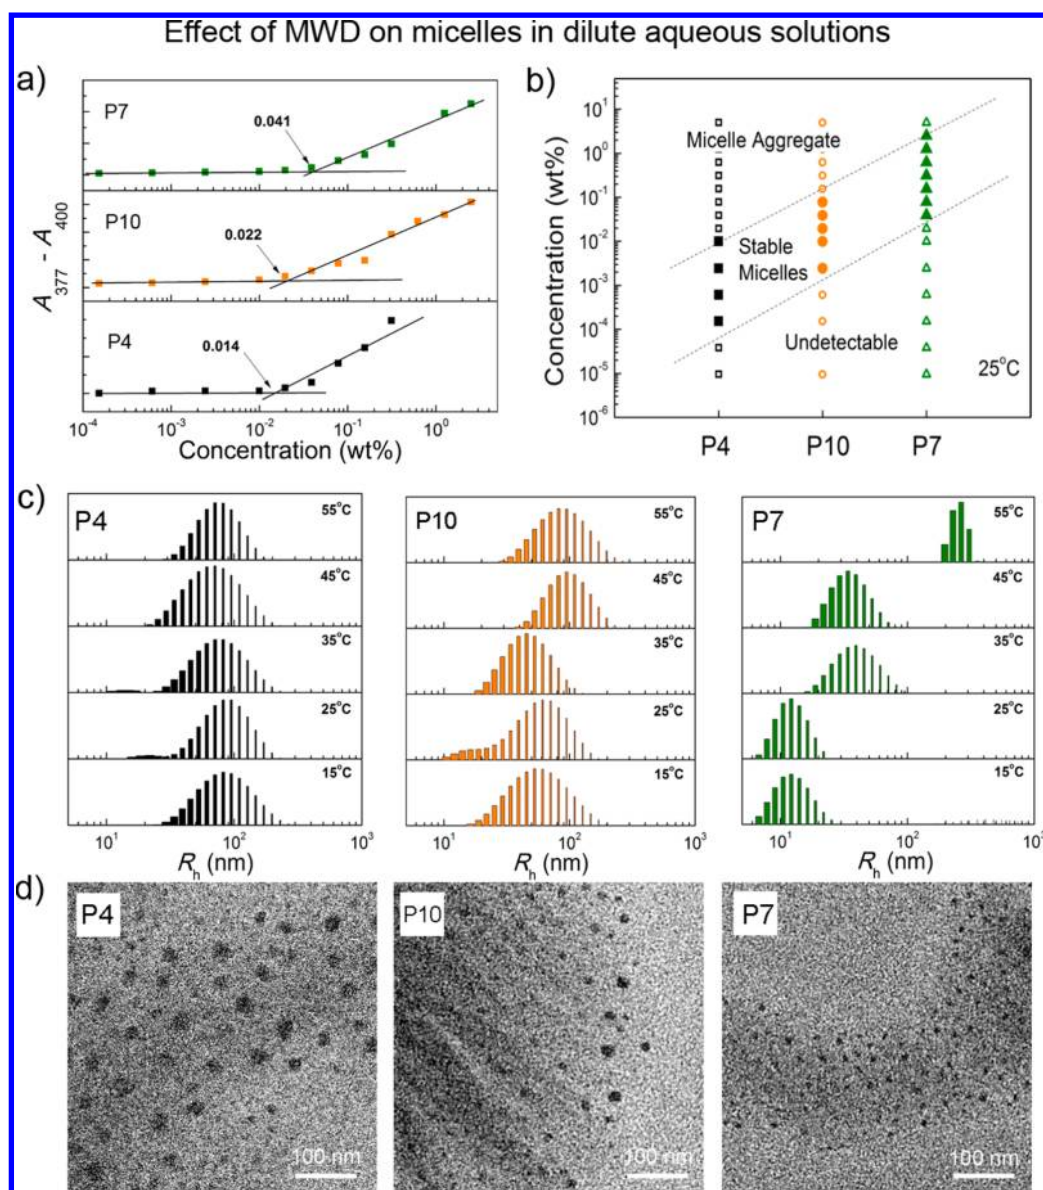 Effect of MWD on micelles in dilute aqueous solutions
a)
P7
0.041
P10
0.022
P4
0.014
A377 - A400
10-4 10-3 10-2 10-1 100
Concentration (wt%)
b)
101
100
10-1
10-2
10-3
10-4
10-5
10-6
Concentration (wt%)
Micelle Aggregate
Stable
Micelles
Undetectable
25°C
P4 P10 P7
c)
P4
55°C
45°C
35°C
25°C
15°C
101 102 103
Rh (nm)
P10
55°C
45°C
35°C
25°C
15°C
101 102 103
Rh (nm)
P7
55°C
45°C
35°C
25°C
15°C
101 102 103
Rh (nm)
d)
P4
100 nm
P10
100 nm
P7
100 nm